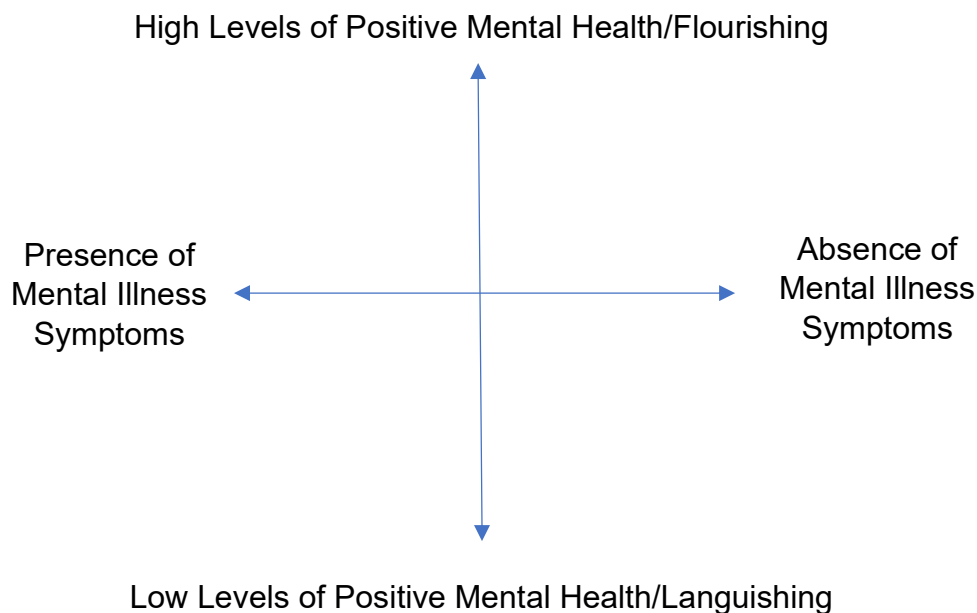 High Levels of Positive Mental Health/Flourishing
Presence of
Mental Illness
Symptoms
Absence of
Mental Illness
Symptoms
Low Levels of Positive Mental Health/Languishing